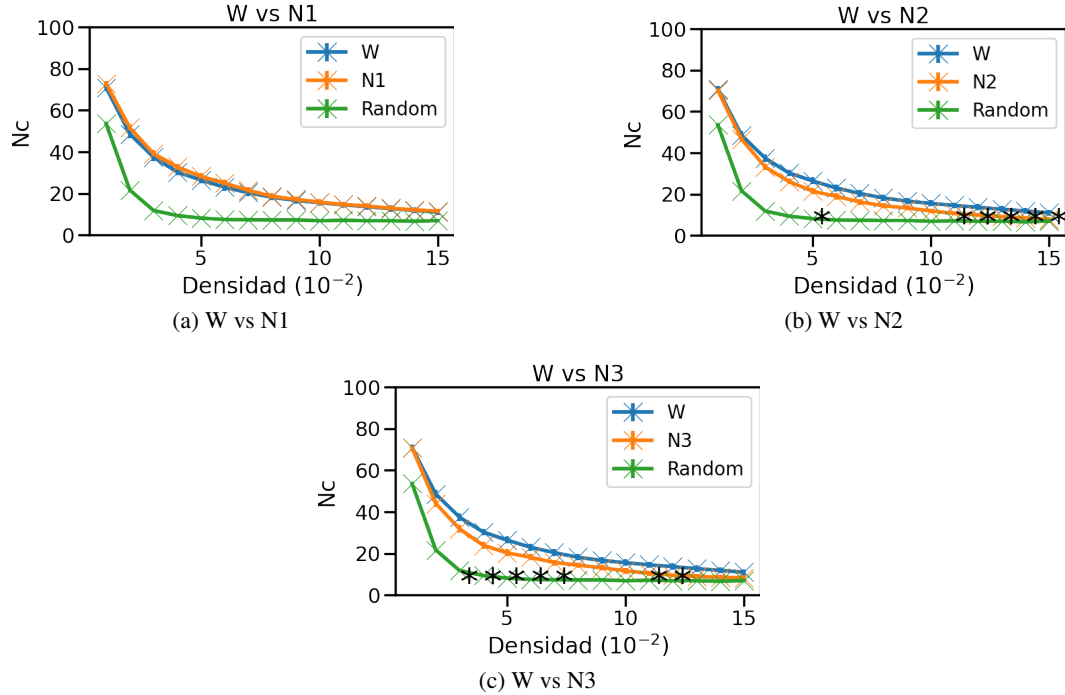 W vs N1
100
80
60
40
20
0
Nc
W
N1
Random
5
10
15
Densidad (10⁻²)
(a) W vs N1
W vs N2
100
80
60
40
20
0
Nc
W
N2
Random
*
*
*
*
*
*
5
10
15
Densidad (10⁻²)
(b) W vs N2
W vs N3
100
80
60
40
20
0
Nc
W
N3
Random
*
*
*
*
*
*
*
5
10
15
Densidad (10⁻²)
(c) W vs N3